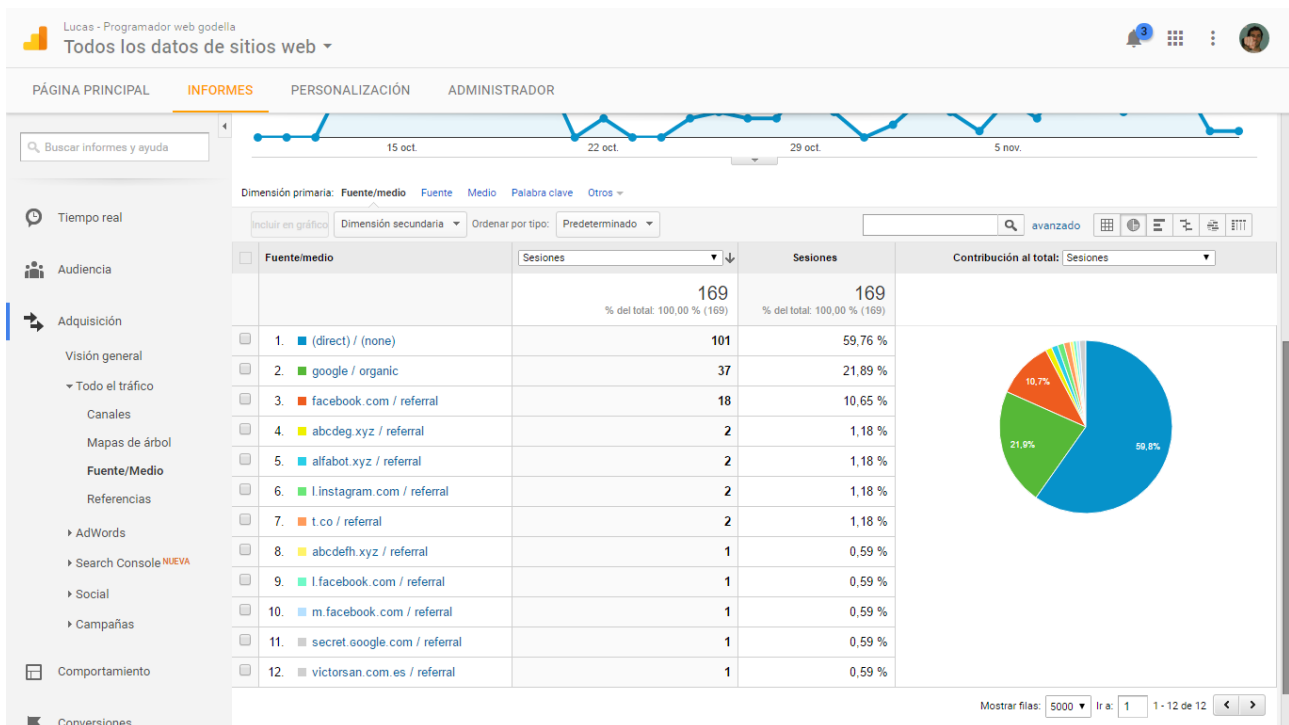 Lucas - Programador web godella
Todos los datos de sitios web
3
PÁGINA PRINCIPAL INFORMES PERSONALIZACIÓN ADMINISTRADOR
Buscar informes y ayuda
Tiempo real
Audiencia
Adquisición
Visión general
Todo el tráfico
Canales
Mapas de árbol
Fuente/Medio
Referencias
AdWords
Search Console NUEVA
Social
Campañas
Comportamiento
Conversiones
15 oct. 22 oct. 29 oct. 5 nov.
Dimensión primaria: Fuente/medio Fuente Medio Palabra clave Otros
Incluir en gráfico Dimensión secundaria Ordenar por tipo: Predeterminado avanzado
Fuente/medio Sesiones Sesiones Contribución al total: Sesiones
169 169
% del total: 100,00 % (169) % del total: 100,00 % (169)
1. (direct) / (none) 101 59,76 %
2. google / organic 37 21,89 %
3. facebook.com / referral 18 10,65 %
4. abcdeg.xyz / referral 2 1,18 %
5. alfabot.xyz / referral 2 1,18 %
6. l.instagram.com / referral 2 1,18 %
7. t.co / referral 2 1,18 %
8. abcdefh.xyz / referral 1 0,59 %
9. l.facebook.com / referral 1 0,59 %
10. m.facebook.com / referral 1 0,59 %
11. secret.ɢoogle.com / referral 1 0,59 %
12. victorsan.com.es / referral 1 0,59 %
10,7%
21,9%
59,8%
Mostrar filas: 5000 Ir a: 1 1 - 12 de 12